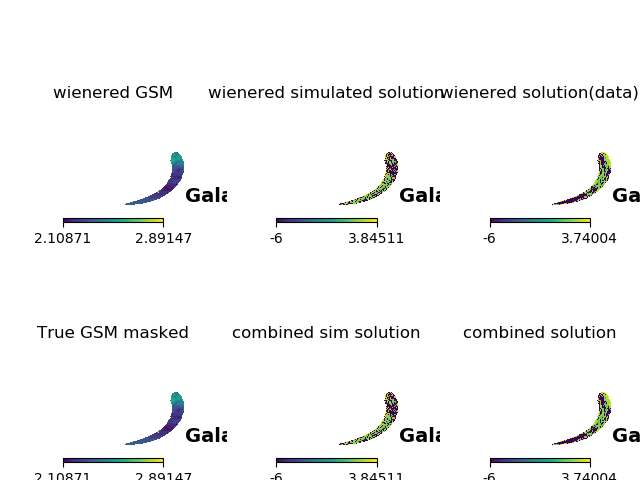 wienered GSM
wienered simulated solution
wienered solution(data)
Gala
Gala
Ga
2.10871 2.89147
-6 3.84511
-6 3.74004
True GSM masked
combined sim solution
combined solution
Gala
Gala
Ga
2.10871 2.89147
-6 3.84511
-6 3.74004